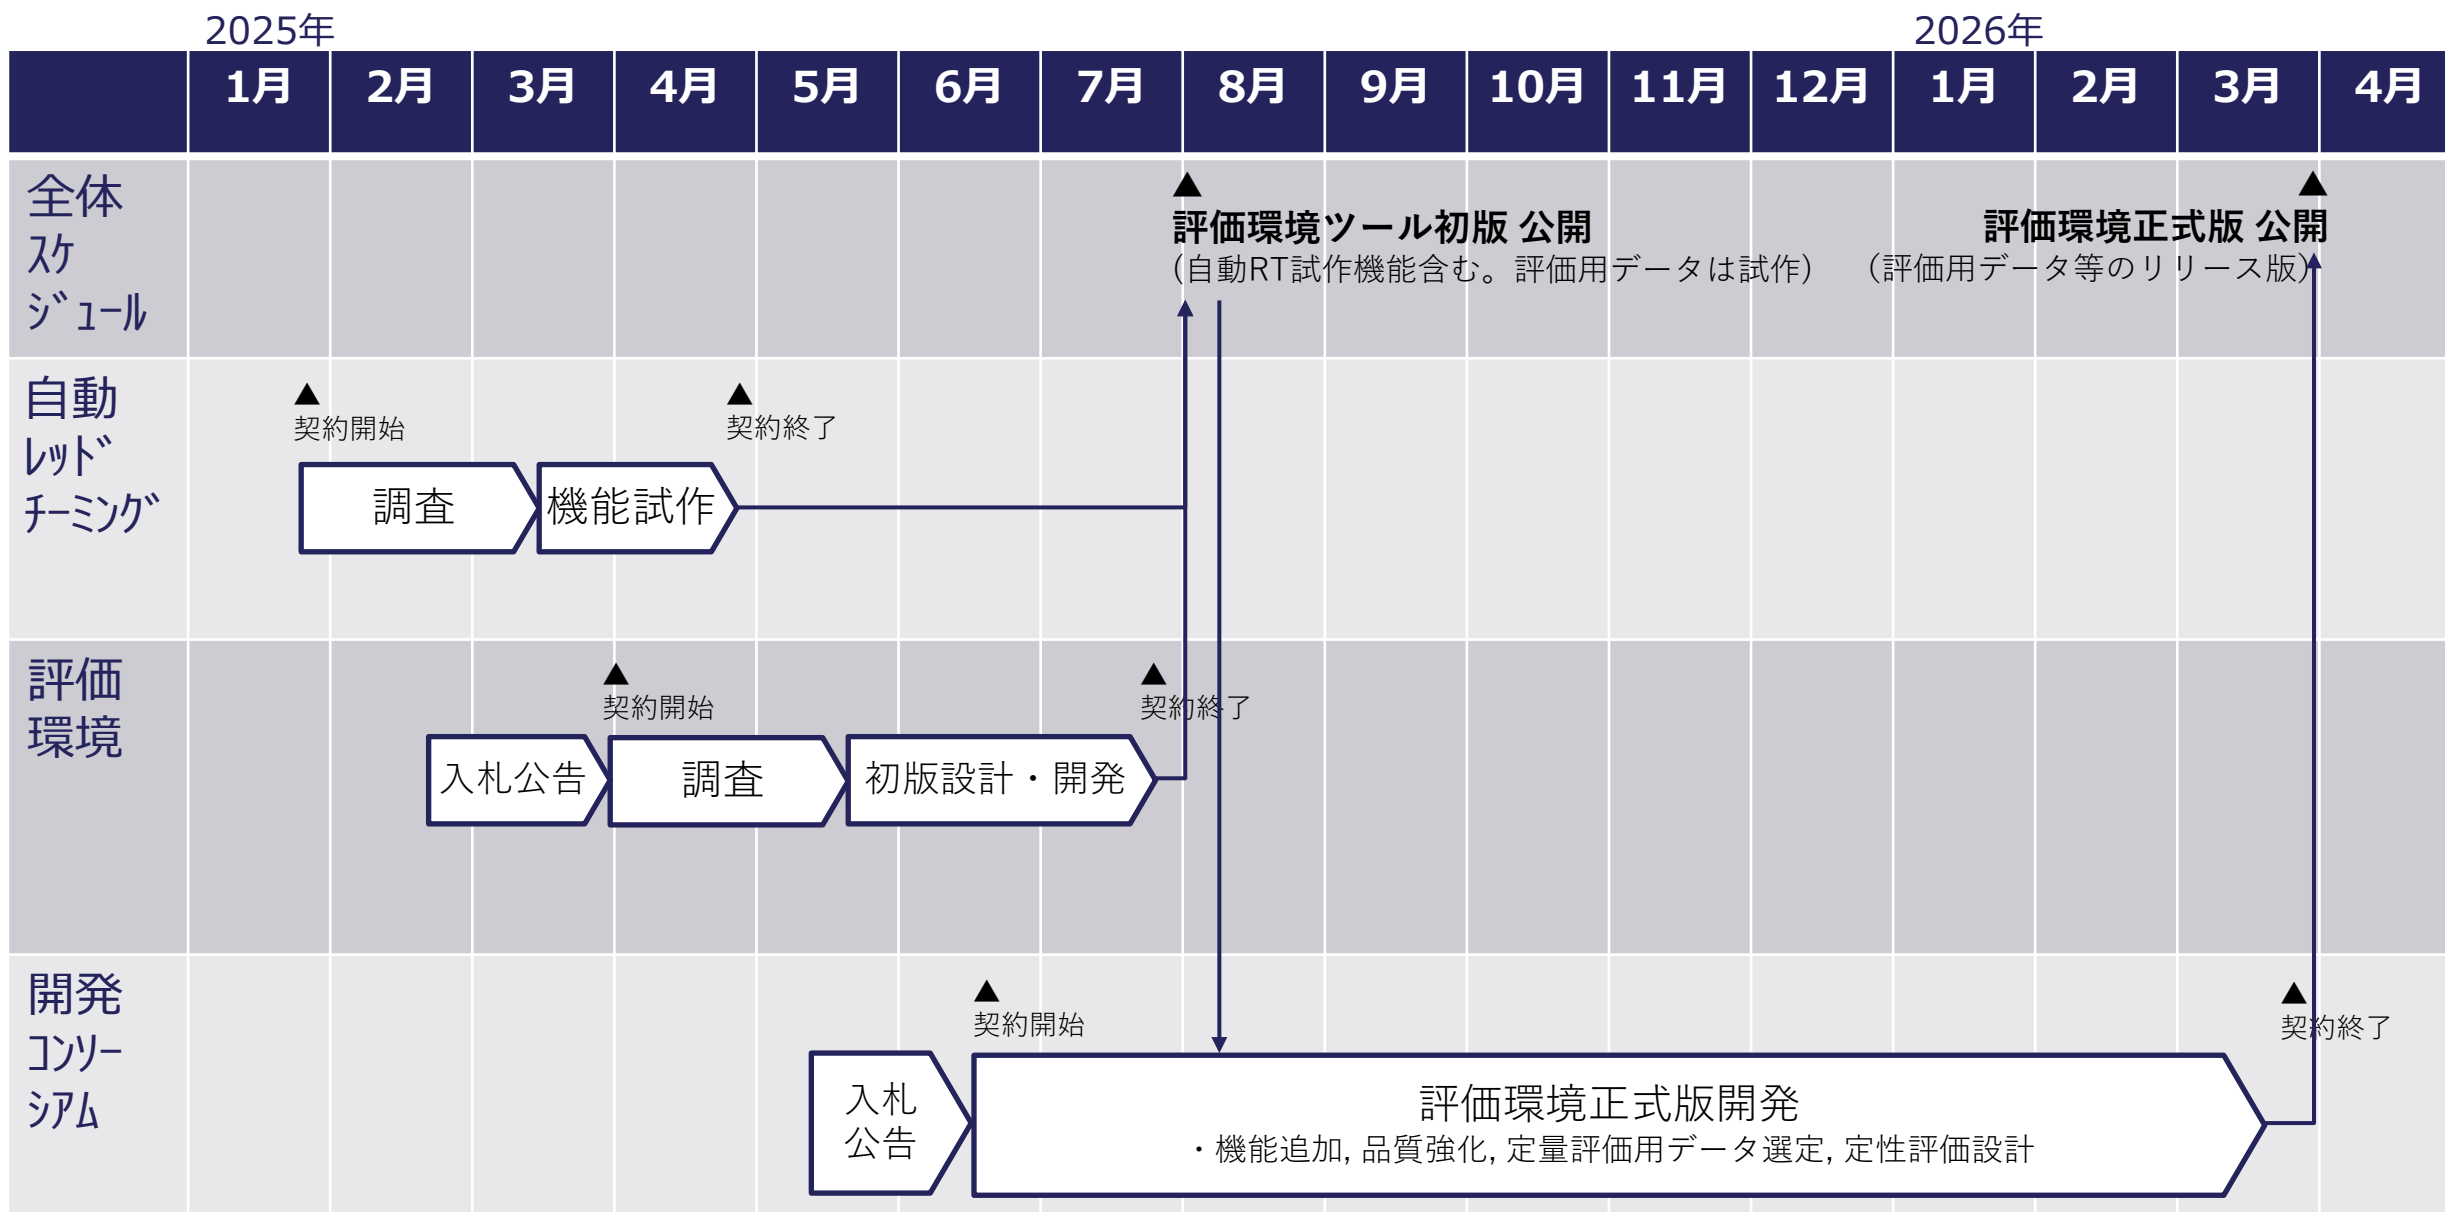 2025年
2026年
1月 2月 3月 4月 5月 6月 7月 8月 9月 10月 11月 12月 1月 2月 3月 4月
全体
ｽｹ
ｼﾞｭｰﾙ
▲
評価環境ツール初版 公開
(自動RT試作機能含む。評価用データは試作)
▲
評価環境正式版 公開
（評価用データ等のリリース版）
自動
ﾚｯﾄﾞ
ﾁｰﾐﾝｸﾞ
▲
契約開始
▲
契約終了
調査
機能試作
評価
環境
▲
契約開始
▲
契約終了
入札公告
調査
初版設計・開発
開発
ｺﾝｿｰ
ｼｱﾑ
▲
契約開始
▲
契約終了
入札
公告
評価環境正式版開発
・機能追加, 品質強化, 定量評価用データ選定, 定性評価設計